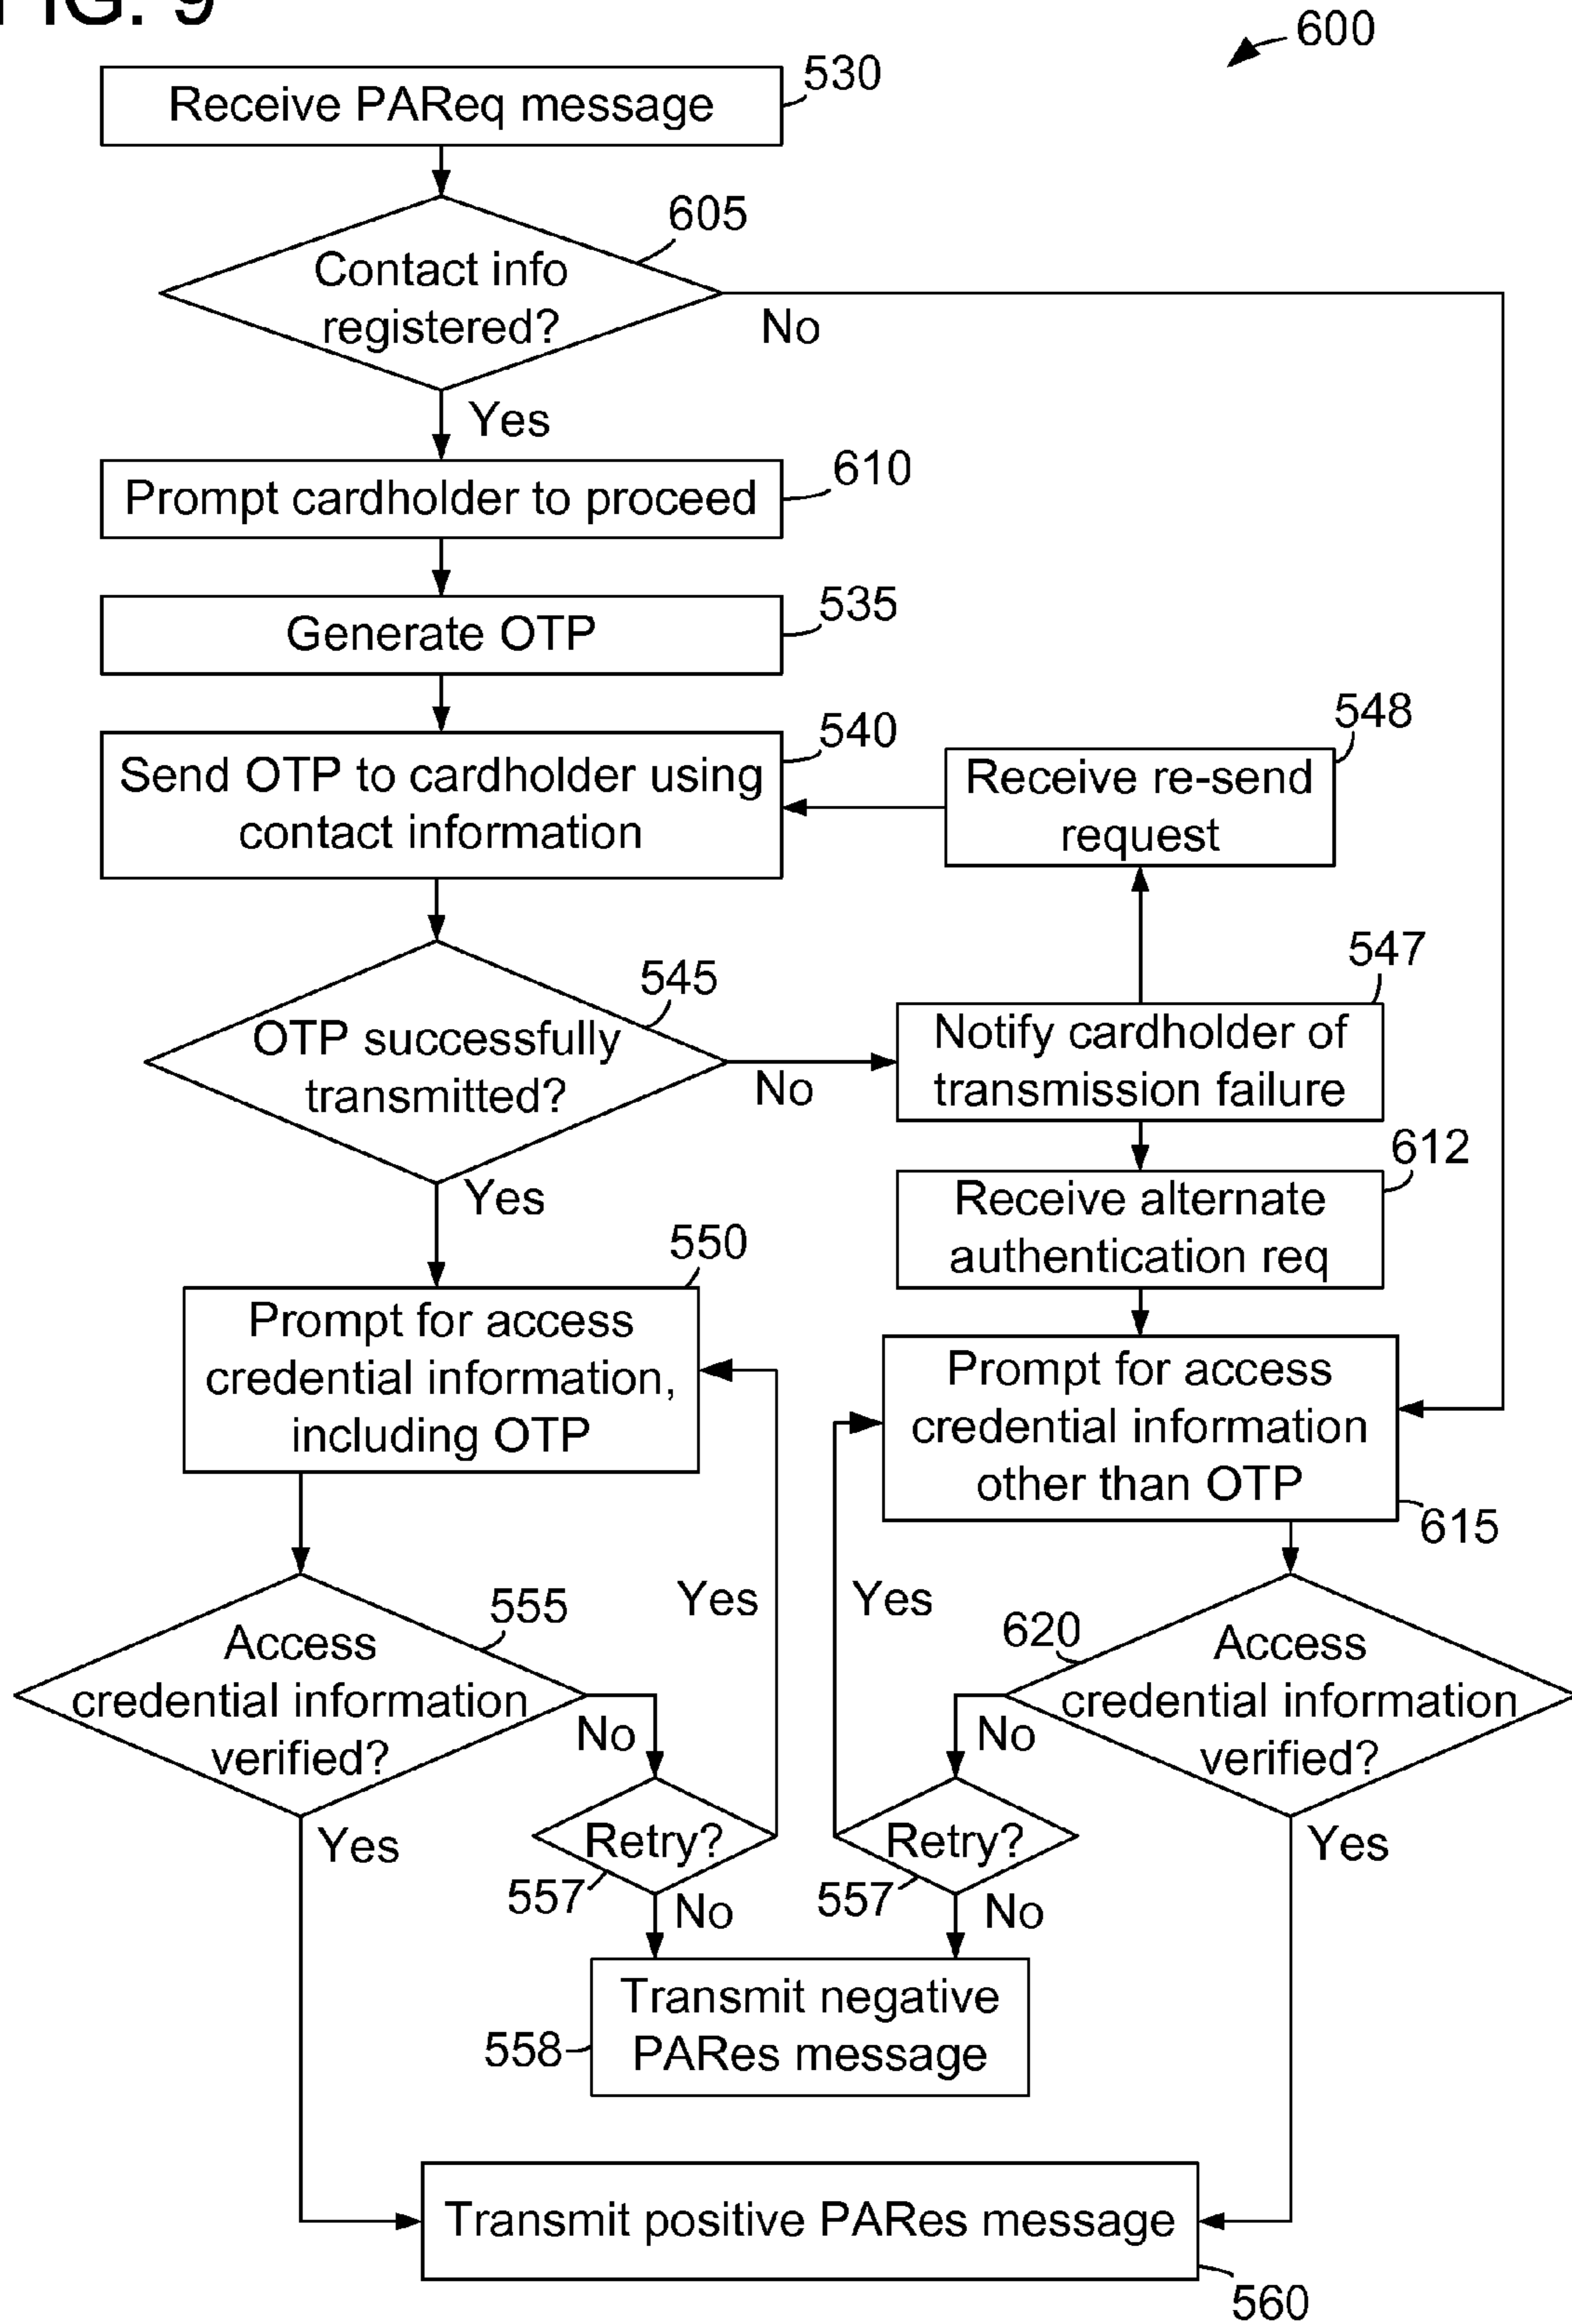 FIG. 9
600
530
Receive PAReq message
605
Contact info
registered?
No
Yes
610
Prompt cardholder to proceed
535
Generate OTP
540
Send OTP to cardholder using
contact information
548
Receive re-send
request
545
OTP successfully
transmitted?
No
547
Notify cardholder of
transmission failure
612
Receive alternate
authentication req
Yes
550
Prompt for access
credential information,
including OTP
Prompt for access
credential information
other than OTP
615
555
Access
credential information
verified?
Yes
Yes
620
Access
credential information
verified?
No
No
Yes
Retry?
557
No
Retry?
557
No
Yes
558
Transmit negative
PARes message
Transmit positive PARes message
560